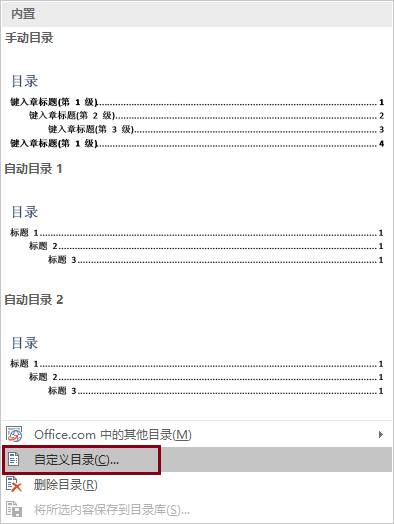 内置
手动目录
目录
键入章标题(第 1 级)........................................1
键入章标题(第 2 级)........................................2
键入章标题(第 3 级)........................................3
键入章标题(第 1 级)........................................4
自动目录 1
目录
标题 1........................................1
标题 2........................................1
标题 3........................................1
自动目录 2
目录
标题 1........................................1
标题 2........................................1
标题 3........................................1
Office.com 中的其他目录(M)
自定义目录(C)...
删除目录(R)
将所选内容保存到目录库(S)...